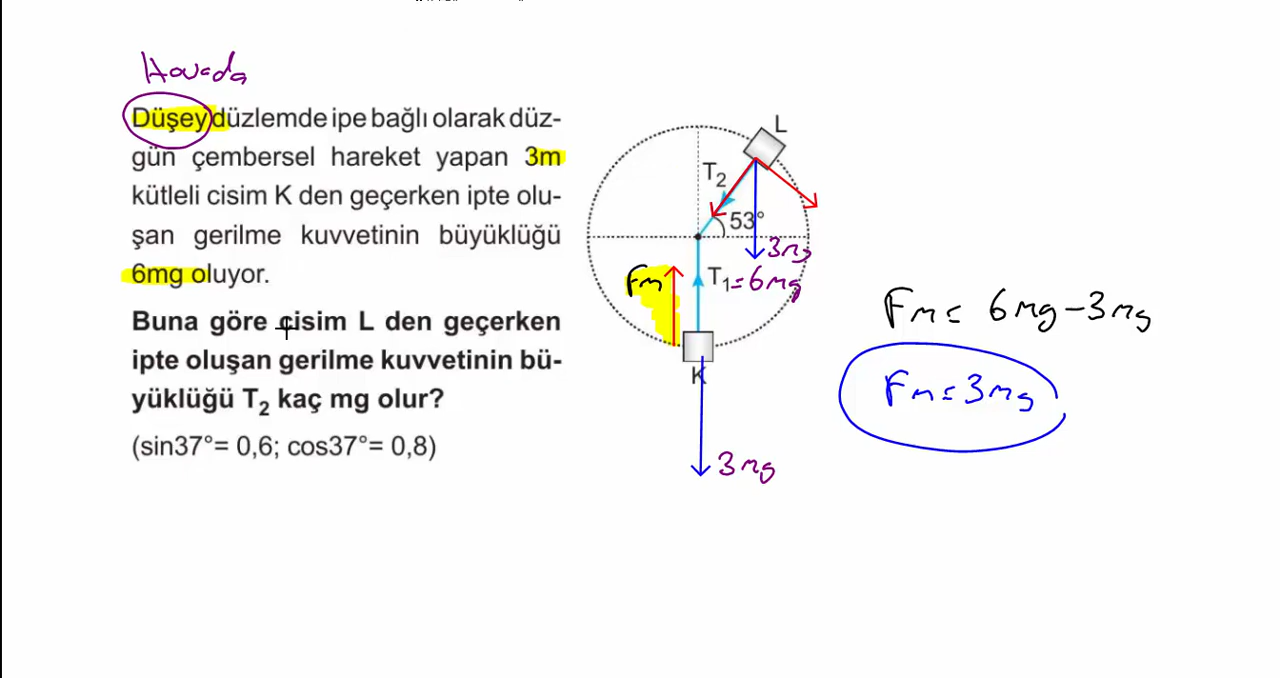 Havada
Düşey düzlemde ipe bağlı olarak düz-
gün çembersel hareket yapan 3m
kütleli cisim K den geçerken ipte olu-
şan gerilme kuvvetinin büyüklüğü
6mg oluyor.
Buna göre cisim L den geçerken
ipte oluşan gerilme kuvvetinin bü-
yüklüğü T₂ kaç mg olur?
(sin37°= 0,6; cos37°= 0,8)
L
T₂
53°
3mg
Fm
T₁=6mg
K
3mg
Fm= 6mg-3mg
Fm=3mg